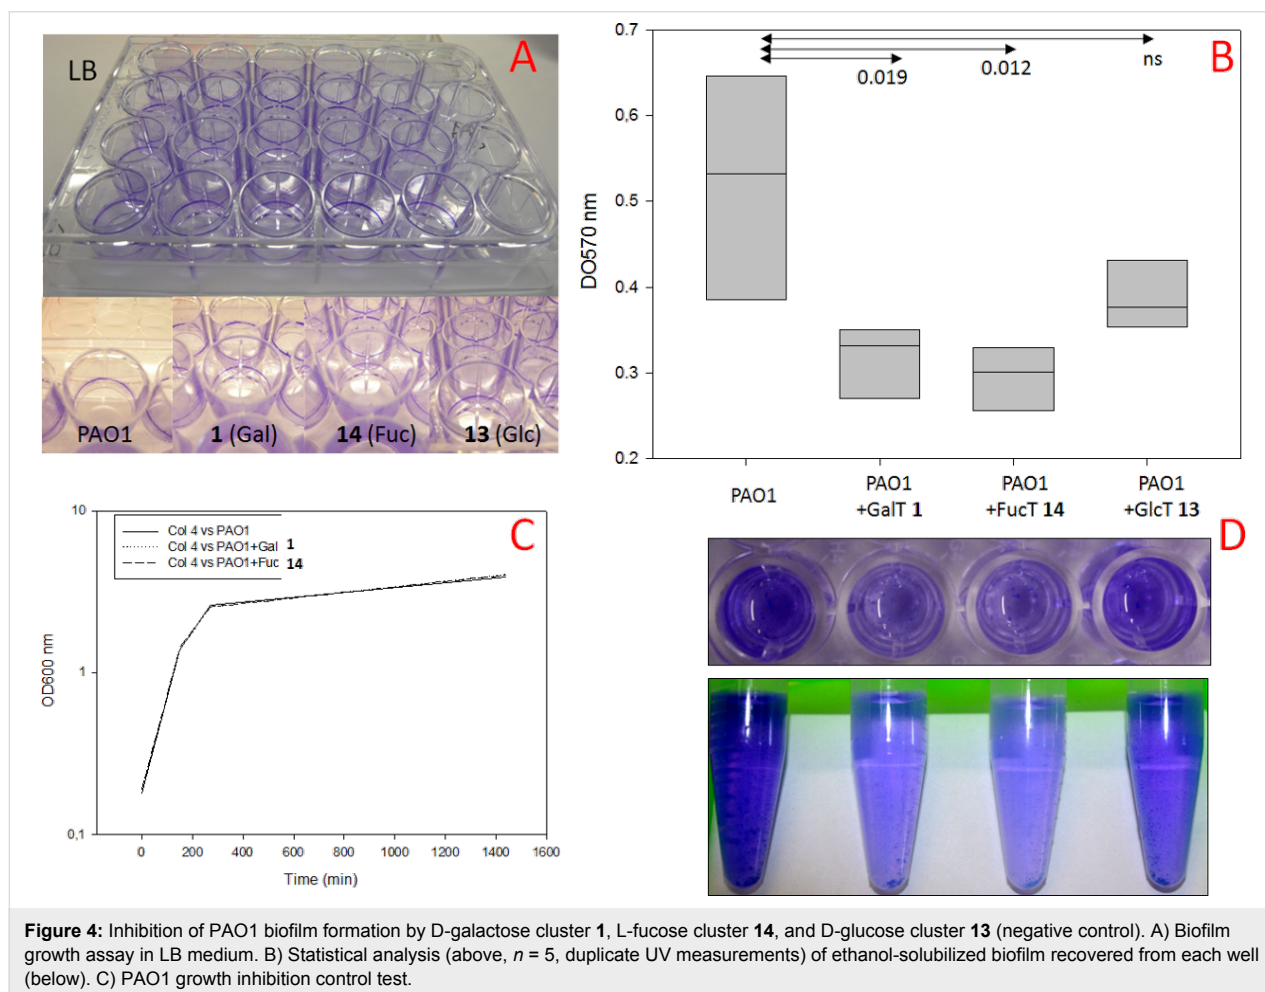 LB
A
PAO1
1 (Gal)
14 (Fuc)
13 (Glc)
B
0.7
0.6
0.5
0.4
0.3
0.2
DO570 nm
0.019
0.012
ns
PAO1
PAO1
+GalT 1
PAO1
+FucT 14
PAO1
+GlcT 13
C
10
1
0,1
OD600 nm
Col 4 vs PAO1
Col 4 vs PAO1+Gal 1
Col 4 vs PAO1+Fuc 14
0 200 400 600 800 1000 1200 1400 1600
Time (min)
D
Figure 4: Inhibition of PAO1 biofilm formation by D-galactose cluster 1, L-fucose cluster 14, and D-glucose cluster 13 (negative control). A) Biofilm
growth assay in LB medium. B) Statistical analysis (above, n = 5, duplicate UV measurements) of ethanol-solubilized biofilm recovered from each well
(below). C) PAO1 growth inhibition control test.